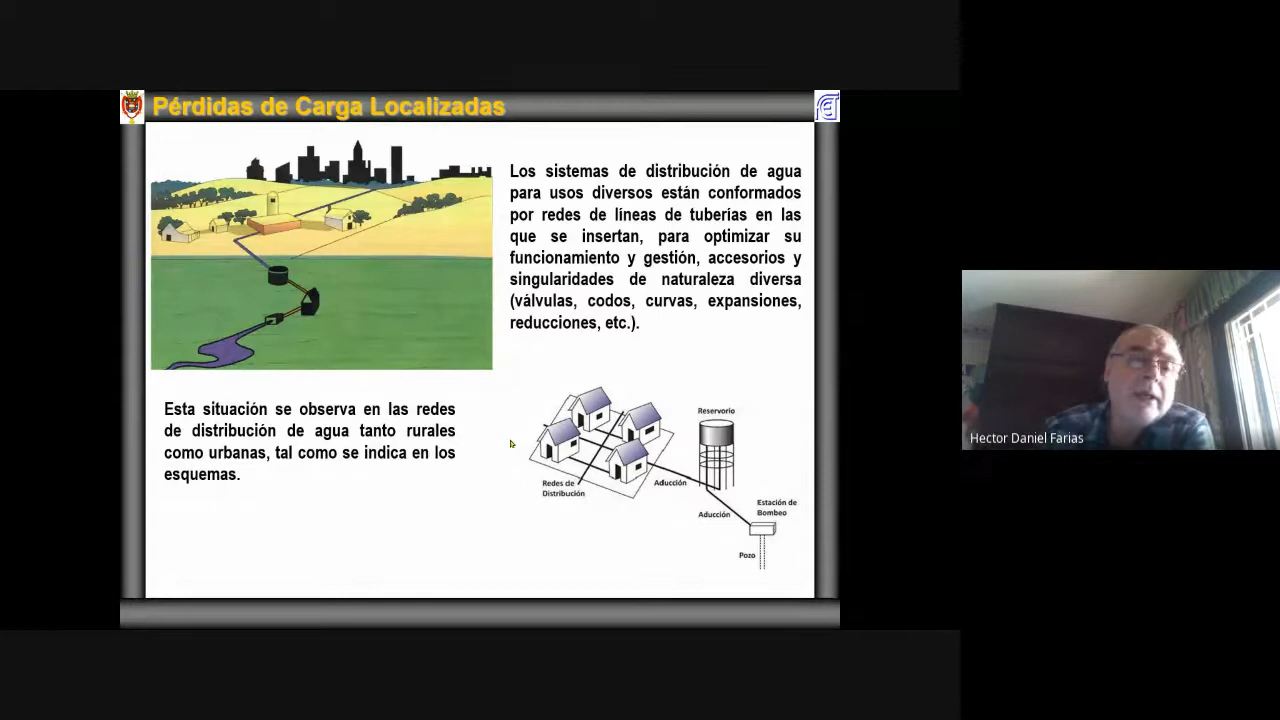 Pérdidas de Carga Localizadas
Los sistemas de distribución de agua
para usos diversos están conformados
por redes de líneas de tuberías en las
que se insertan, para optimizar su
funcionamiento y gestión, accesorios y
singularidades de naturaleza diversa
(válvulas, codos, curvas, expansiones,
reducciones, etc.).
Esta situación se observa en las redes
de distribución de agua tanto rurales
como urbanas, tal como se indica en los
esquemas.
Reservorio
Redes de
Distribución
Aducción
Aducción
Estación de
Bombeo
Pozo
Hector Daniel Farias